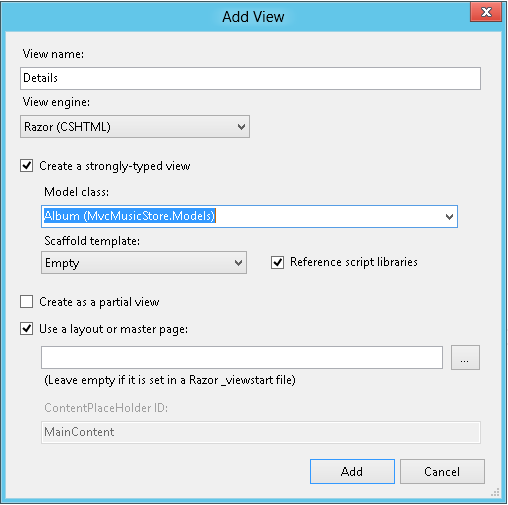 Add View
View name:
Details
View engine:
Razor (CSHTML)
Create a strongly-typed view
Model class:
Album (MvcMusicStore.Models)
Scaffold template:
Empty
Reference script libraries
Create as a partial view
Use a layout or master page:
...
(Leave empty if it is set in a Razor _viewstart file)
ContentPlaceHolder ID:
MainContent
Add Cancel